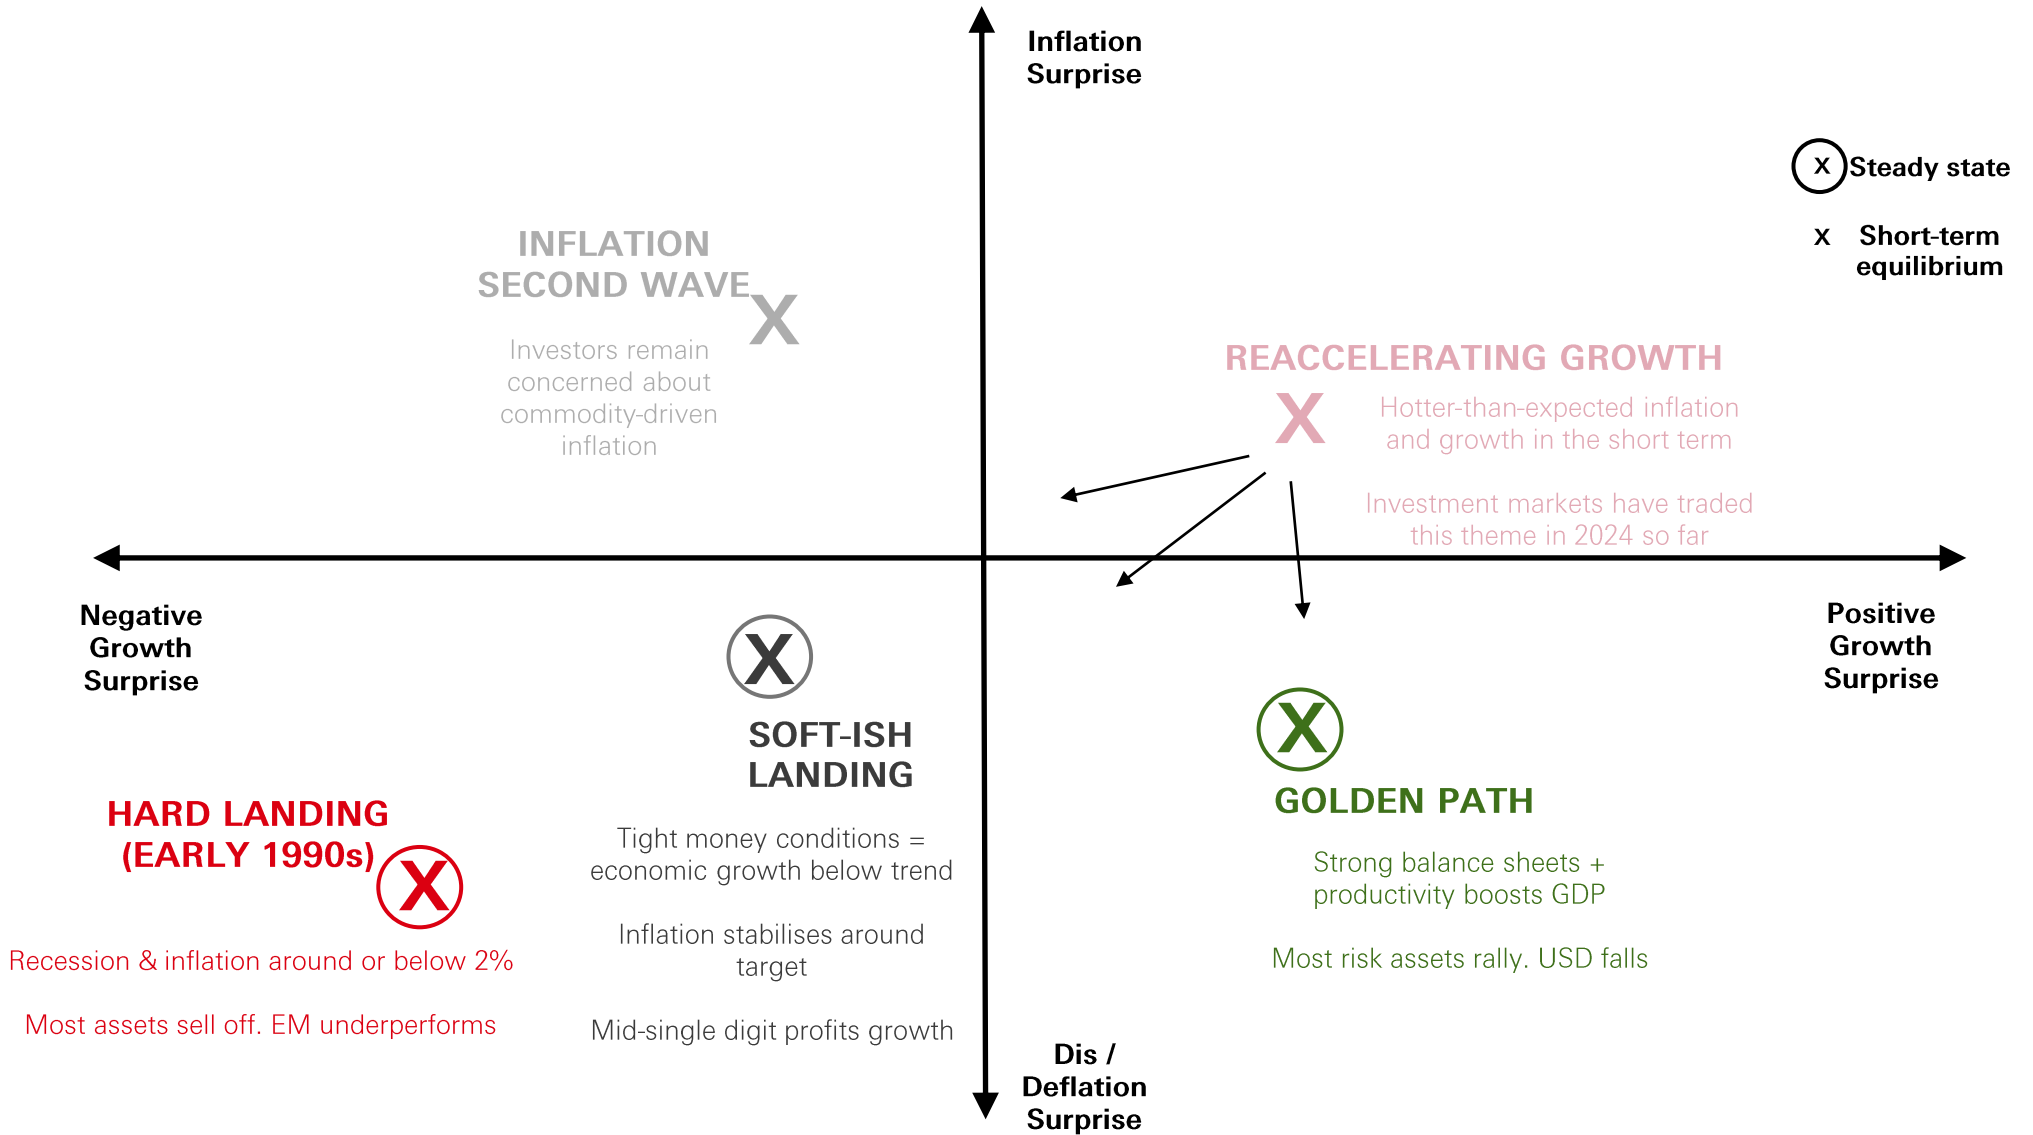 Inflation
Surprise
X Steady state
X Short-term
equilibrium
INFLATION
SECOND WAVE
X
Investors remain
concerned about
commodity-driven
inflation
REACCELERATING GROWTH
X
Hotter-than-expected inflation
and growth in the short term
Investment markets have traded
this theme in 2024 so far
Negative
Growth
Surprise
Positive
Growth
Surprise
X
SOFT-ISH
LANDING
Tight money conditions =
economic growth below trend
Inflation stabilises around
target
Mid-single digit profits growth
X
GOLDEN PATH
Strong balance sheets +
productivity boosts GDP
Most risk assets rally. USD falls
HARD LANDING
(EARLY 1990s)
X
Recession & inflation around or below 2%
Most assets sell off. EM underperforms
Dis /
Deflation
Surprise